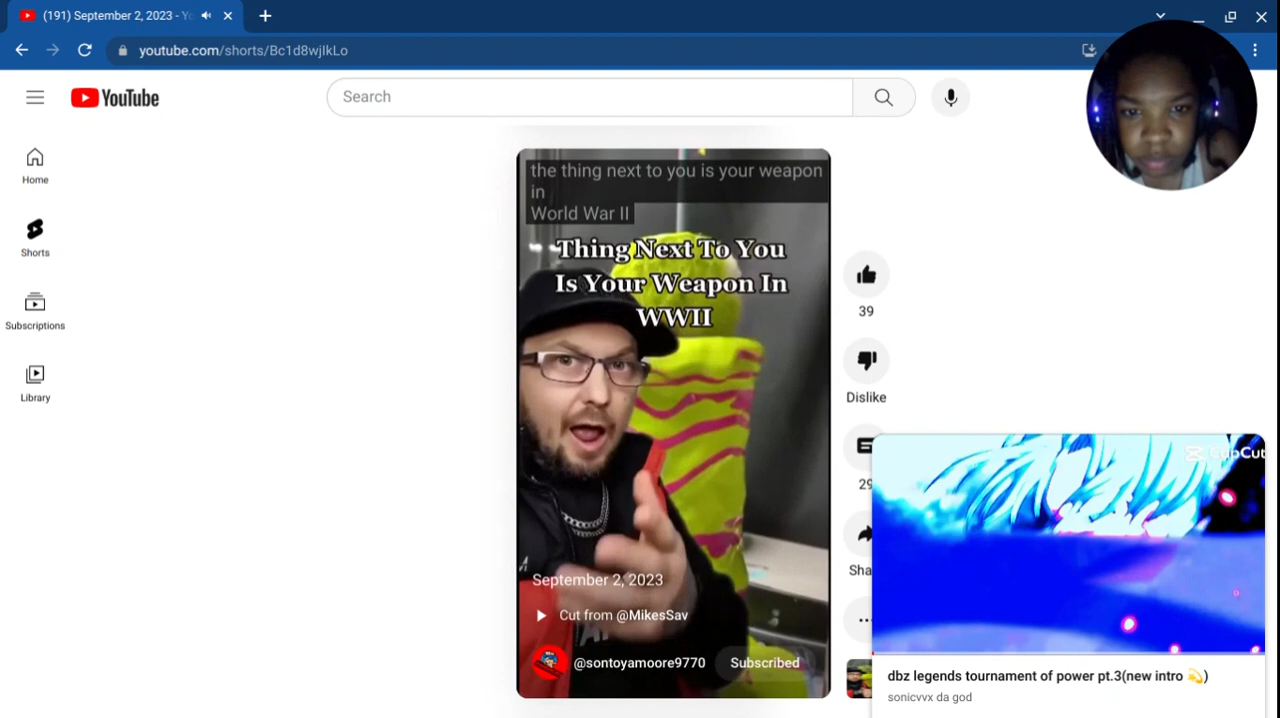 (191) September 2, 2023 - Yo
youtube.com/shorts/Bc1d8wjIkLo
YouTube
Search
Home
Shorts
Subscriptions
Library
the thing next to you is your weapon
in
World War II
Thing Next To You
Is Your Weapon In
WWII
September 2, 2023
Cut from @MikesSav
@sontoyamoore9770
Subscribed
39
Dislike
29
Sha
CapCut
dbz legends tournament of power pt.3(new intro 💫)
sonicvvx da god